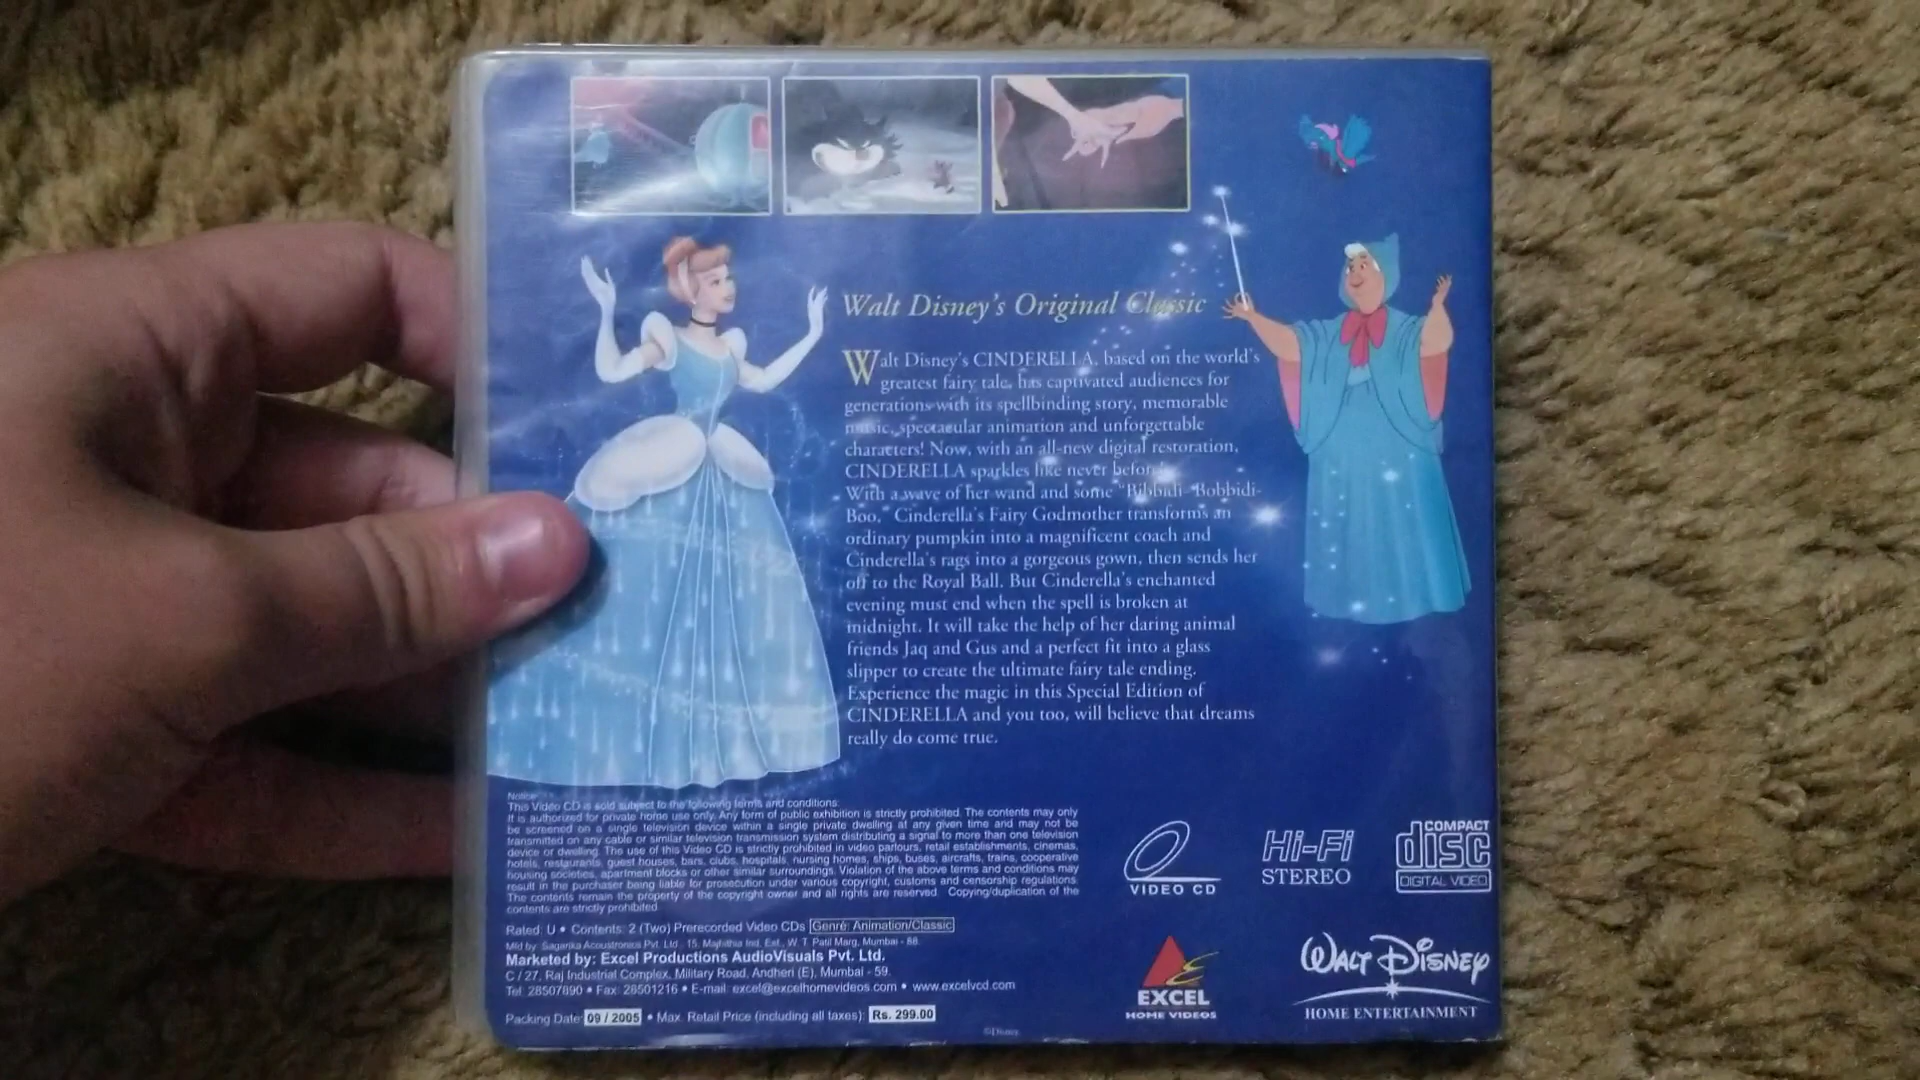 Walt Disney's Original Classic
Walt Disney's CINDERELLA, based on the world's
greatest fairy tale, has captivated audiences for
generations with its spellbinding story, memorable
music, spectacular animation and unforgettable
characters! Now, with an all-new digital restoration,
CINDERELLA sparkles like never before.
With a wave of her wand and some "Bibbidi-Bobbidi-
Boo," Cinderella's Fairy Godmother transforms an
ordinary pumpkin into a magnificent coach and
Cinderella's rags into a gorgeous gown, then sends her
off to the Royal Ball. But Cinderella's enchanted
evening must end when the spell is broken at
midnight. It will take the help of her daring animal
friends Jaq and Gus and a perfect fit into a glass
slipper to create the ultimate fairy tale ending.
Experience the magic in this Special Edition of
CINDERELLA and you too, will believe that dreams
really do come true.
Notice:
This Video CD is sold subject to the following terms and conditions:
It is authorized for private home use only. Any form of public exhibition is strictly prohibited. The contents may only
be screened on a single television device within a single private dwelling at any given time and may not be
transmitted on any cable or similar television transmission system distributing a signal to more than one television
device or dwelling. The use of this Video CD is strictly prohibited in video parlours, retail establishments, cinemas,
hotels, restaurants, guest houses, bars, clubs, hospitals, nursing homes, ships, buses, aircrafts, trains, cooperative
housing societies, apartment blocks or other similar surroundings. Violation of the above terms and conditions may
result in the purchaser being liable for prosecution under various copyright, customs and censorship regulations.
The contents remain the property of the copyright owner and all rights are reserved. Copying/duplication of the
contents are strictly prohibited.
Rated: U • Contents: 2 (Two) Prerecorded Video CDs Genre: Animation/Classic
Mfd by: Sagarika Acoustronics Pvt. Ltd., 15, Majithia Ind. Est., W. T. Patil Marg, Mumbai - 88.
Marketed by: Excel Productions AudioVisuals Pvt. Ltd.
C / 27, Raj Industrial Complex, Military Road, Andheri (E), Mumbai - 59.
Tel: 28507890 • Fax: 28501216 • E-mail: excel@excelhomevideos.com • www.excelvcd.com
Packing Date: 09 / 2005 • Max. Retail Price (including all taxes): Rs. 299.00
VIDEO CD
Hi-Fi
STEREO
COMPACT
disc
DIGITAL VIDEO
EXCEL
HOME VIDEOS
WALT DISNEY
HOME ENTERTAINMENT
©Disney